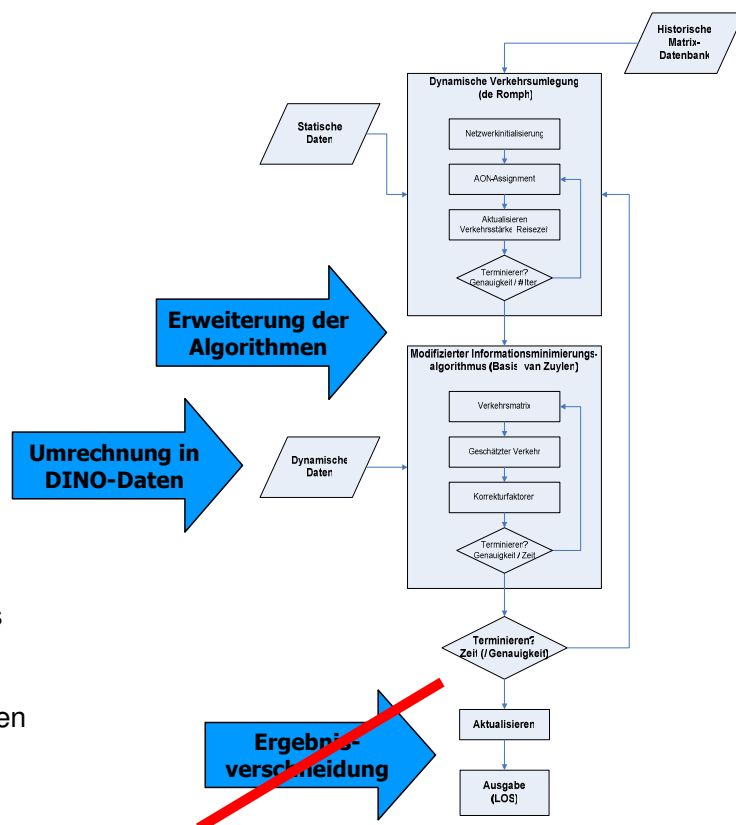 Historische
Matrix-
Datenbank
Dynamische Verkehrsumlegung
(de Romph)
Statische
Daten
Netzwerkinitialisierung
AON-Assignment
Aktualisieren
Verkehrsstärke Reisezeit
Terminieren?
Genauigkeit / # Iter
Erweiterung der
Algorithmen
Modifizierter Informationsminimierungs-
algorithmus (Basis van Zuylen)
Verkehrsmatrix
Umrechnung in
DINO-Daten
Dynamische
Daten
Geschätzter Verkehr
Korrekturfaktoren
Terminieren?
Genauigkeit / Zeit
s
Terminieren?
Zeit (/ Genauigkeit)
en
Aktualisieren
Ergebnis-
verschneidung
Ausgabe
(LOS)